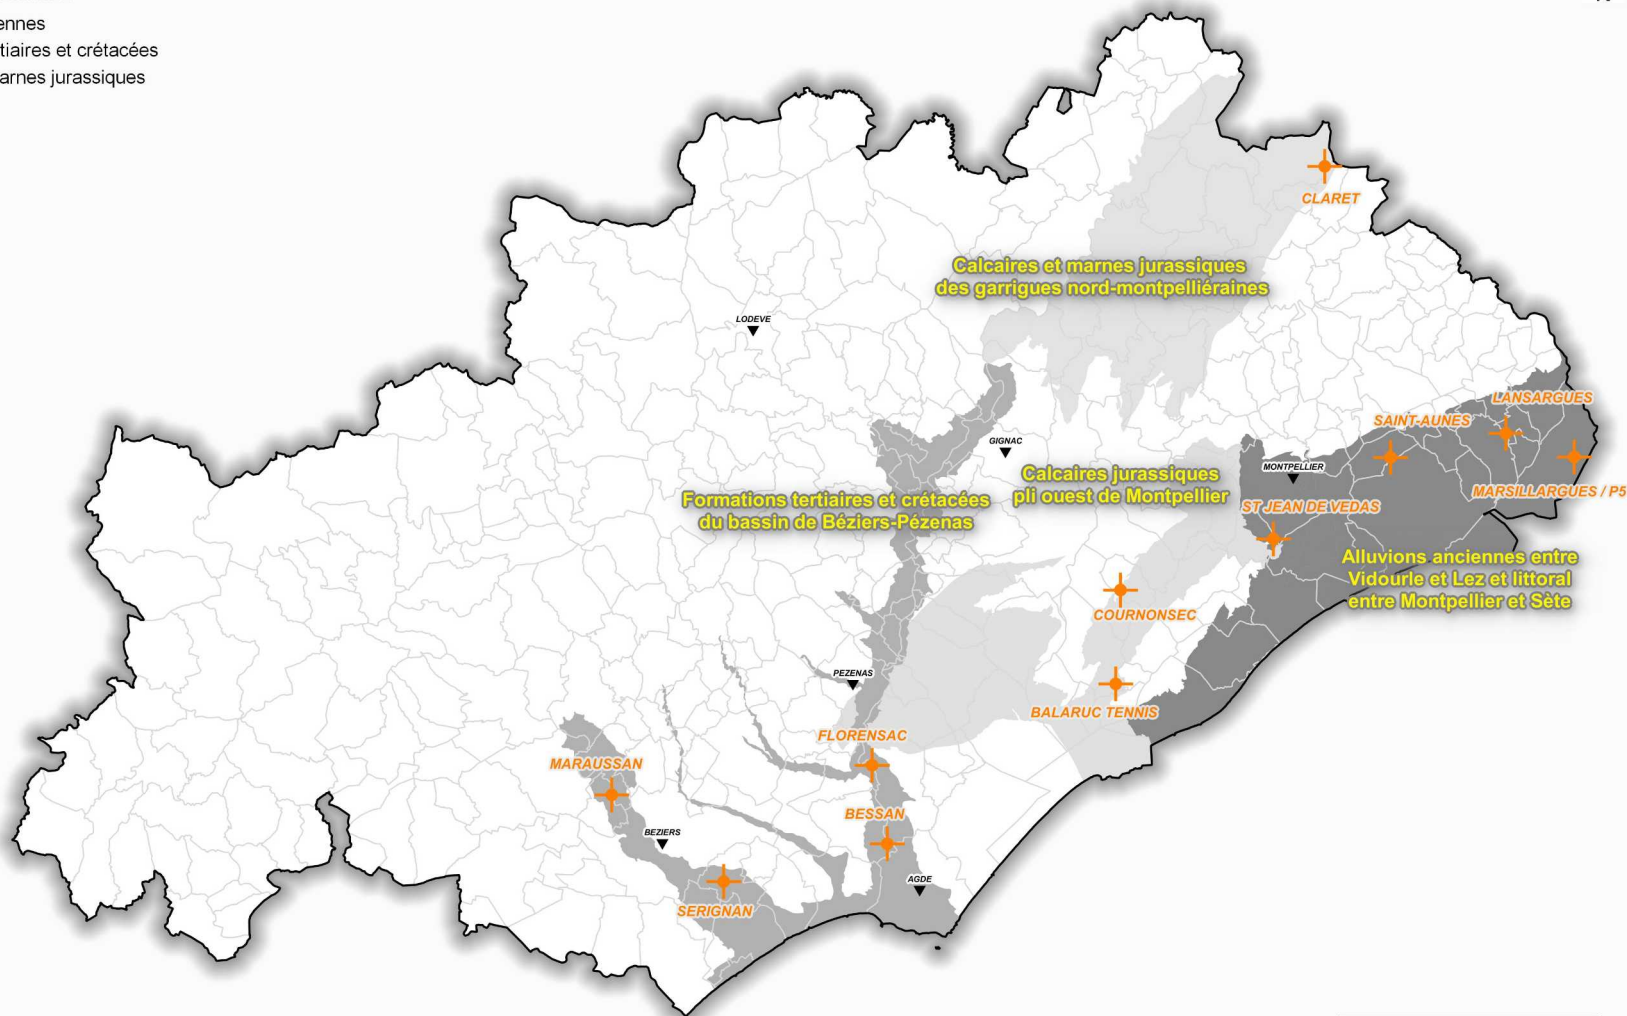 ennes
tiaires et crétacées
arnes jurassiques
CLARET
Calcaires et marnes jurassiques
des garrigues nord-montpelliéraines
LODEVE
LANSARGUES
SAINT-AUNES
GIGNAC
Calcaires jurassiques
pli ouest de Montpellier
MONTPELLIER
MARSILLARGUES / P5
Formations tertiaires et crétacées
du bassin de Béziers-Pézenas
ST JEAN DE VEDAS
Alluvions anciennes entre
Vidourle et Lez et littoral
entre Montpellier et Sète
COURNONSEC
PEZENAS
BALARUC TENNIS
FLORENSAC
MARAUSSAN
BESSAN
BEZIERS
AGDE
SERIGNAN